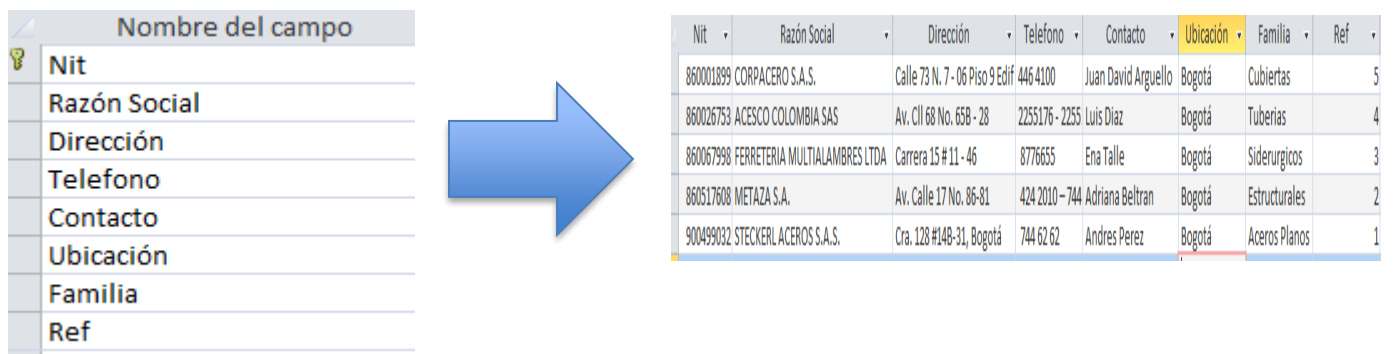 Nombre del campo
Nit
Razón Social
Dirección
Telefono
Contacto
Ubicación
Familia
Ref
Nit Razón Social Dirección Telefono Contacto Ubicación Familia Ref
860001899 CORPACERO S.A.S. Calle 73 N. 7 - 06 Piso 9 Edif 446 4100 Juan David Arguello Bogotá Cubiertas 5
860026753 ACESCO COLOMBIA SAS Av. Cll 68 No. 65B - 28 2255176 - 2255 Luis Diaz Bogotá Tuberias 4
860067998 FERRETERIA MULTIALAMBRES LTDA Carrera 15 # 11 - 46 8776655 Ena Talle Bogotá Siderurgicos 3
860517608 METAZA S.A. Av. Calle 17 No. 86-81 424 2010 – 744 Adriana Beltran Bogotá Estructurales 2
900499032 STECKERL ACEROS S.A.S. Cra. 128 #14B-31, Bogotá 744 62 62 Andres Perez Bogotá Aceros Planos 1